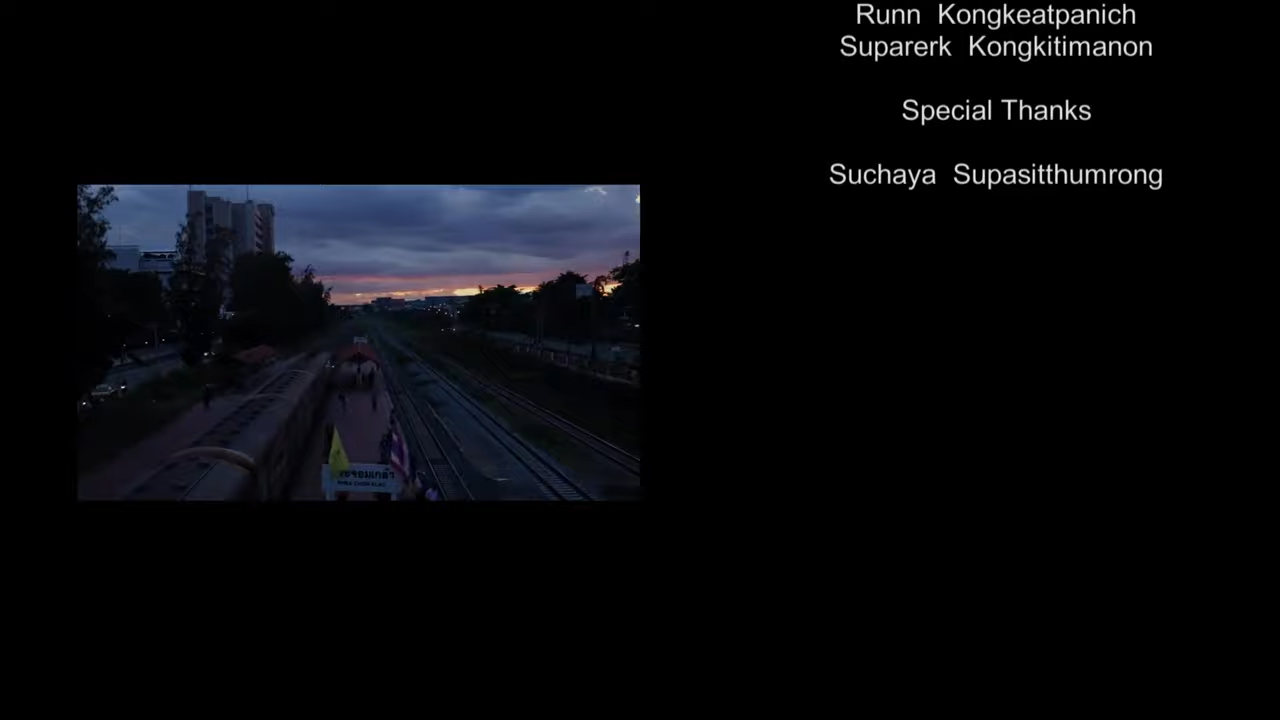 Runn Kongkeatpanich
Suparerk Kongkitimanon
Special Thanks
Suchaya Supasitthumrong